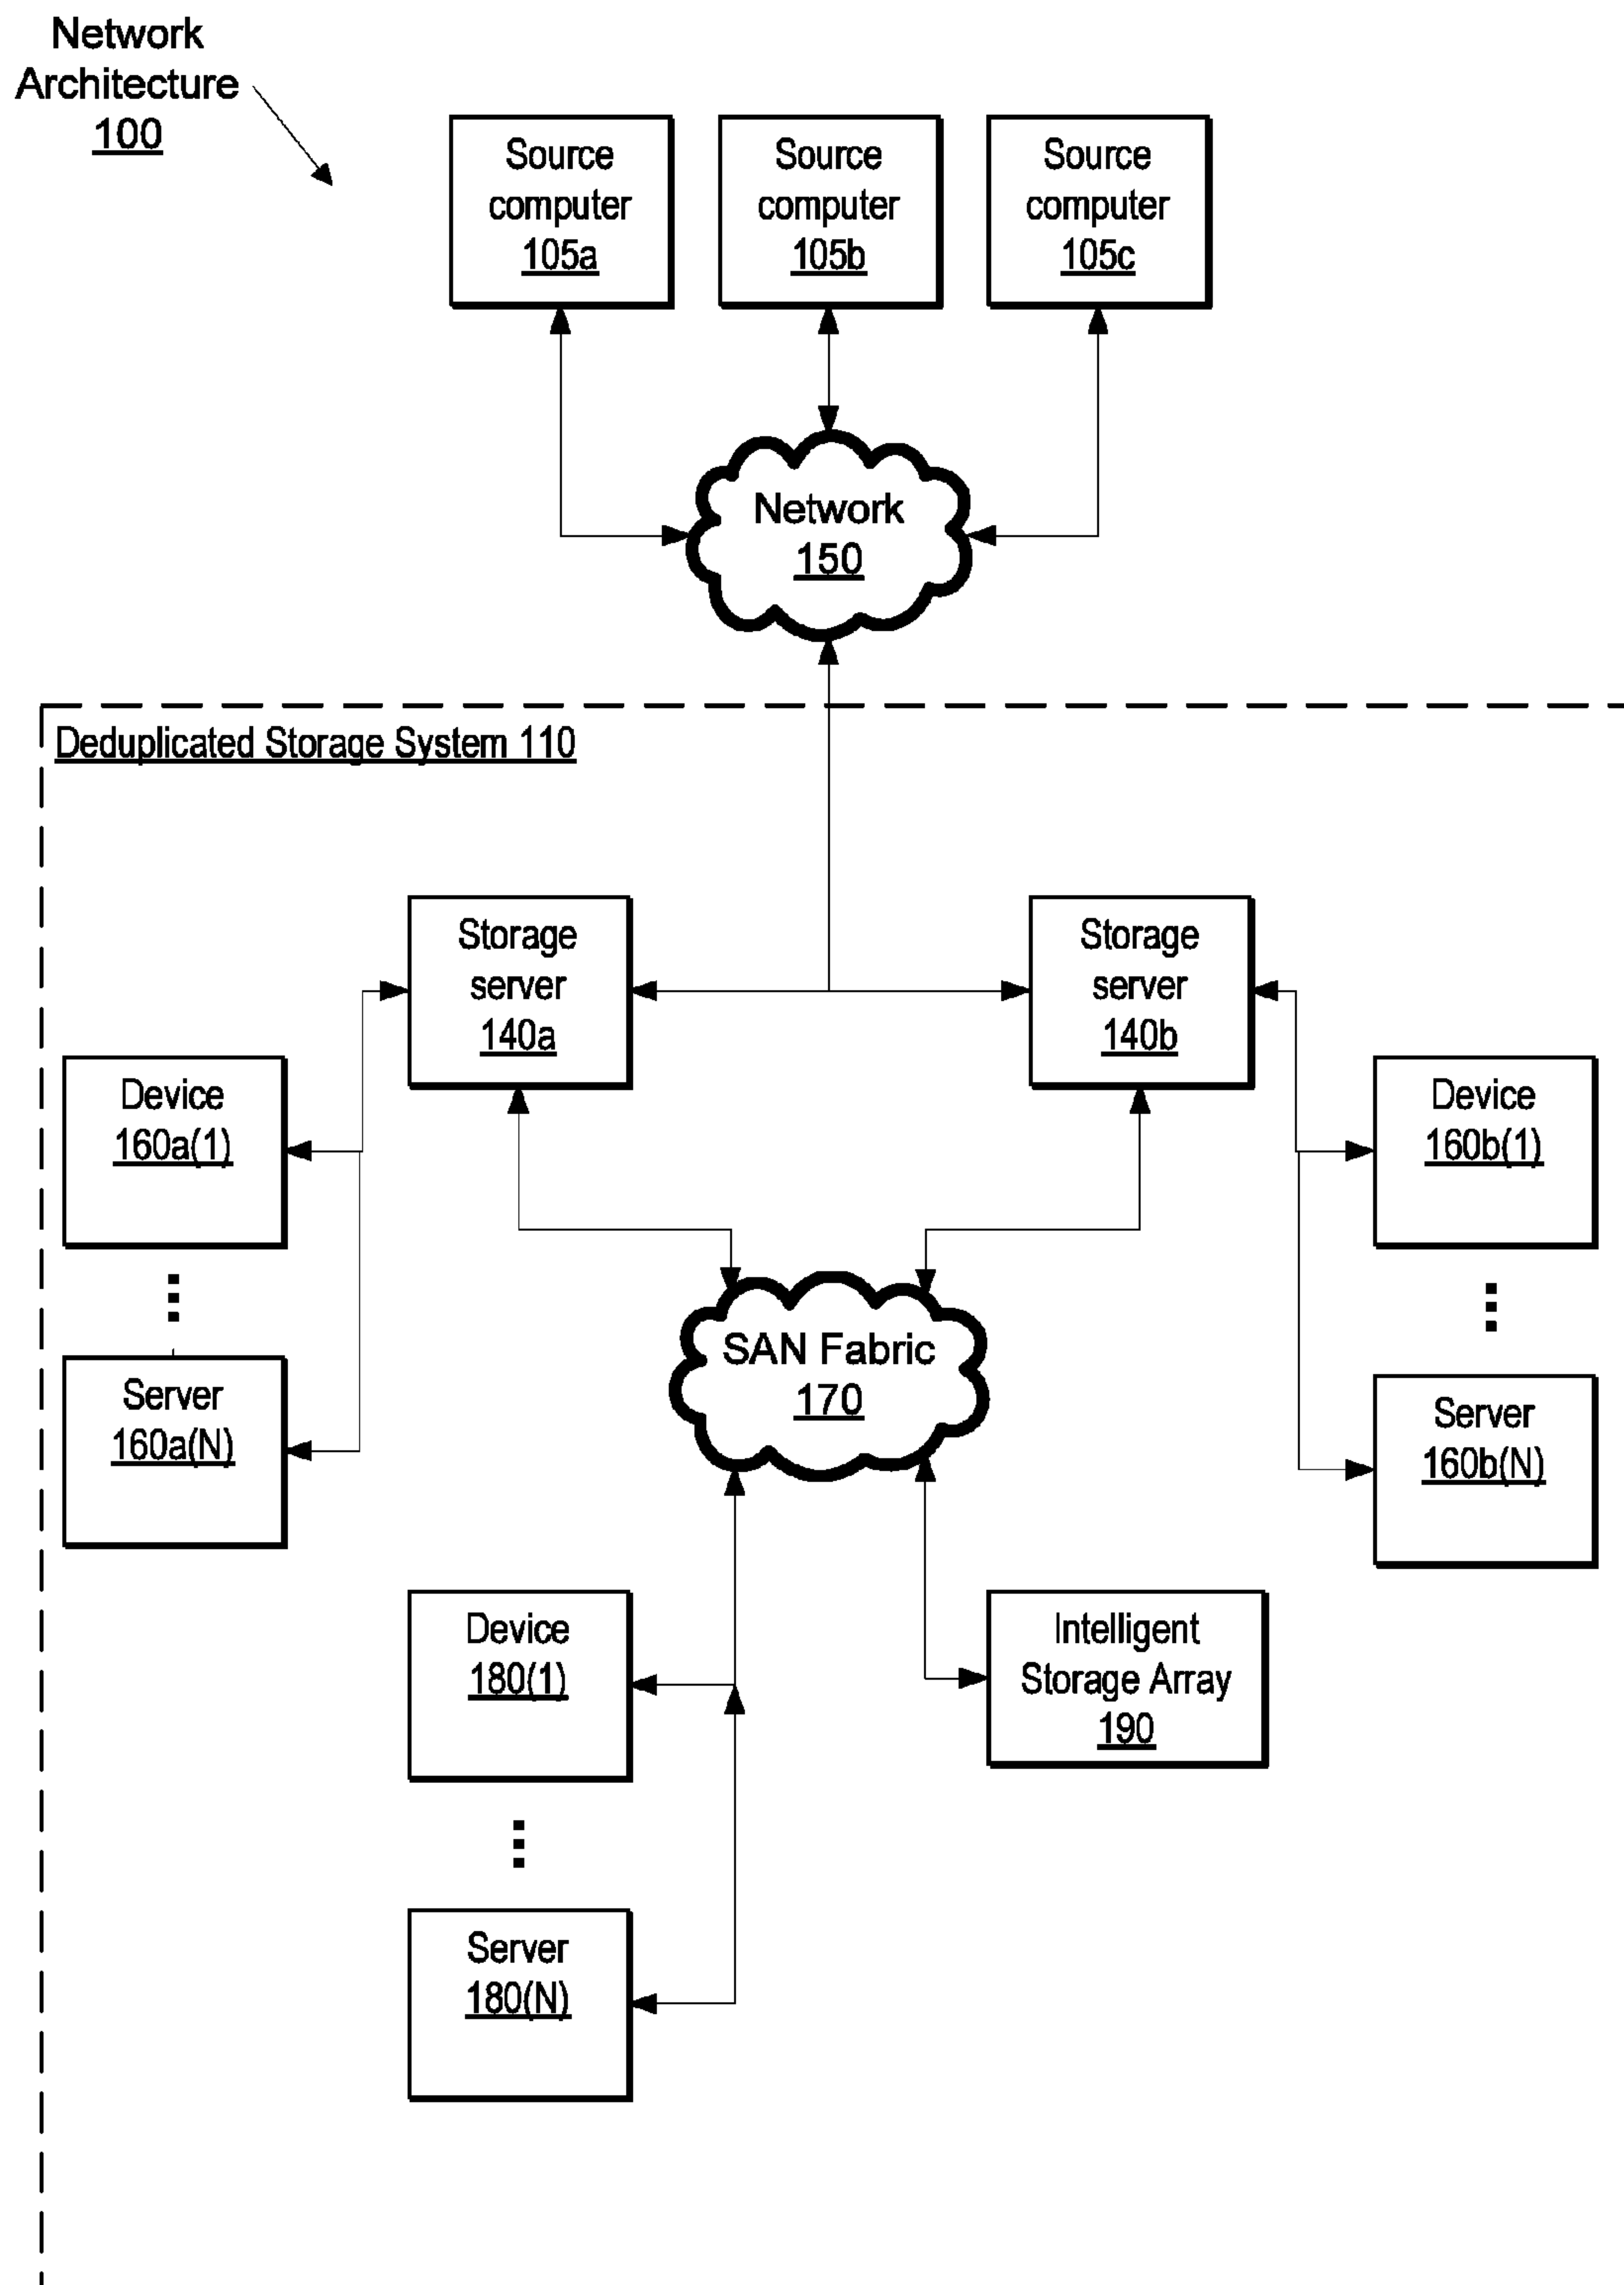 Network
Architecture
100
Source
computer
105a
Source
computer
105b
Source
computer
105c
Network
150
Deduplicated Storage System 110
Storage
server
140a
Storage
server
140b
Device
160a(1)
Device
160b(1)
Server
160a(N)
SAN Fabric
170
Server
160b(N)
Device
180(1)
Intelligent
Storage Array
190
Server
180(N)